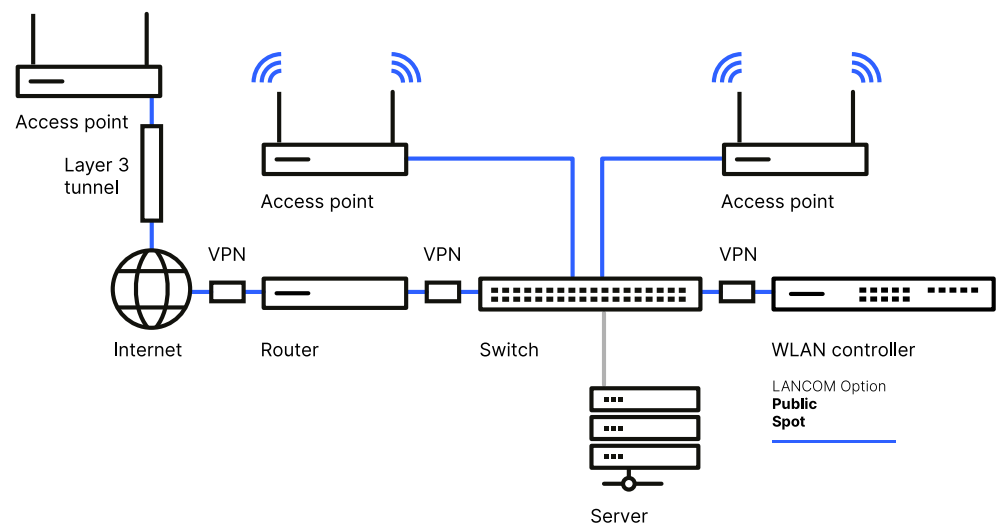 Access point
Layer 3
tunnel
Access point
Access point
VPN
VPN
VPN
Internet
Router
Switch
WLAN controller
LANCOM Option
Public
Spot
Server